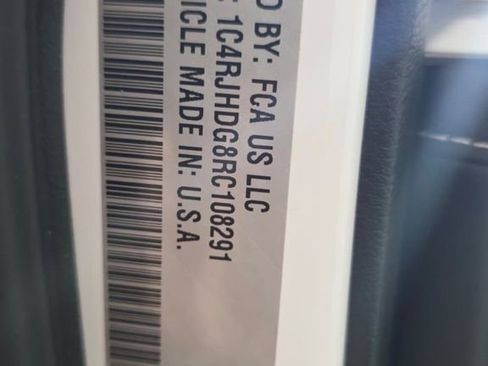 D BY: FCA US LLC
: 1C4RJHDG8RC108291
ICLE MADE IN: U.S.A.